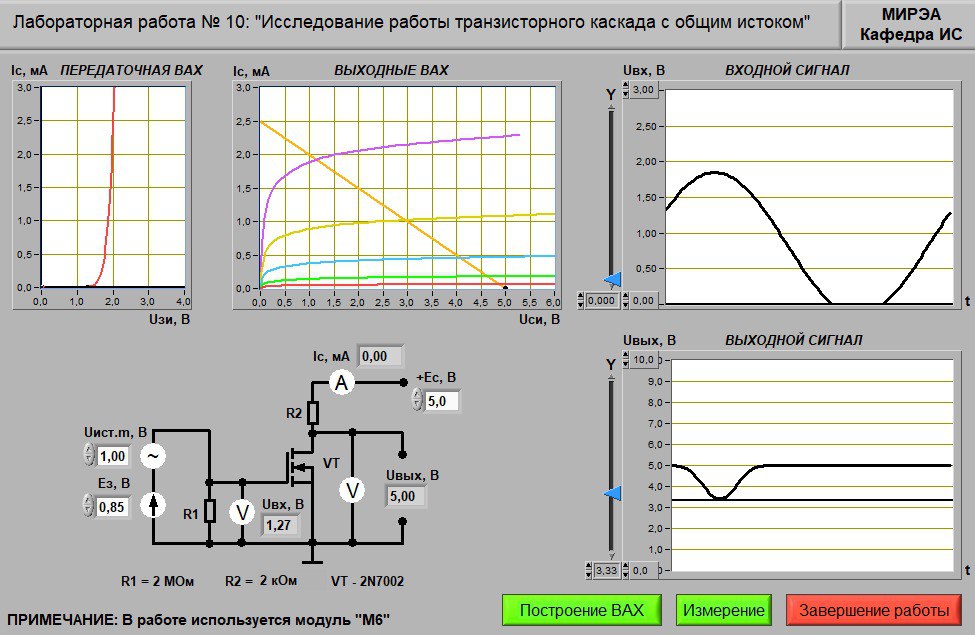 Лабораторная работа № 10: "Исследование работы транзисторного каскада с общим истоком"
МИРЭА
Кафедра ИС
Ic, мА ПЕРЕДАТОЧНАЯ ВАХ
3,0
2,5
2,0
1,5
1,0
0,5
0,0
0,0 1,0 2,0 3,0 4,0
Uзи, В
Ic, мА ВЫХОДНЫЕ ВАХ
3,0
2,5
2,0
1,5
1,0
0,5
0,0
0,0 0,5 1,0 1,5 2,0 2,5 3,0 3,5 4,0 4,5 5,0 5,5 6,0
Uси, В
Uвх, В ВХОДНОЙ СИГНАЛ
Y
3,00
2,50
2,00
1,50
1,00
0,50
0,000 0,00
t
Uвых, В ВЫХОДНОЙ СИГНАЛ
Y
10,0
9,0
8,0
7,0
6,0
5,0
4,0
3,0
2,0
1,0
3,33 0,0
t
Ic, мА 0,00
A
+Ec, В
5,0
R2
Uист.m, В
1,00
~
VT
Eз, В
0,85
R1
V
Uвх, В
1,27
V
Uвых, В
5,00
R1 = 2 МОм R2 = 2 кОм VT - 2N7002
ПРИМЕЧАНИЕ: В работе используется модуль "М6"
Построение ВАХ Измерение Завершение работы